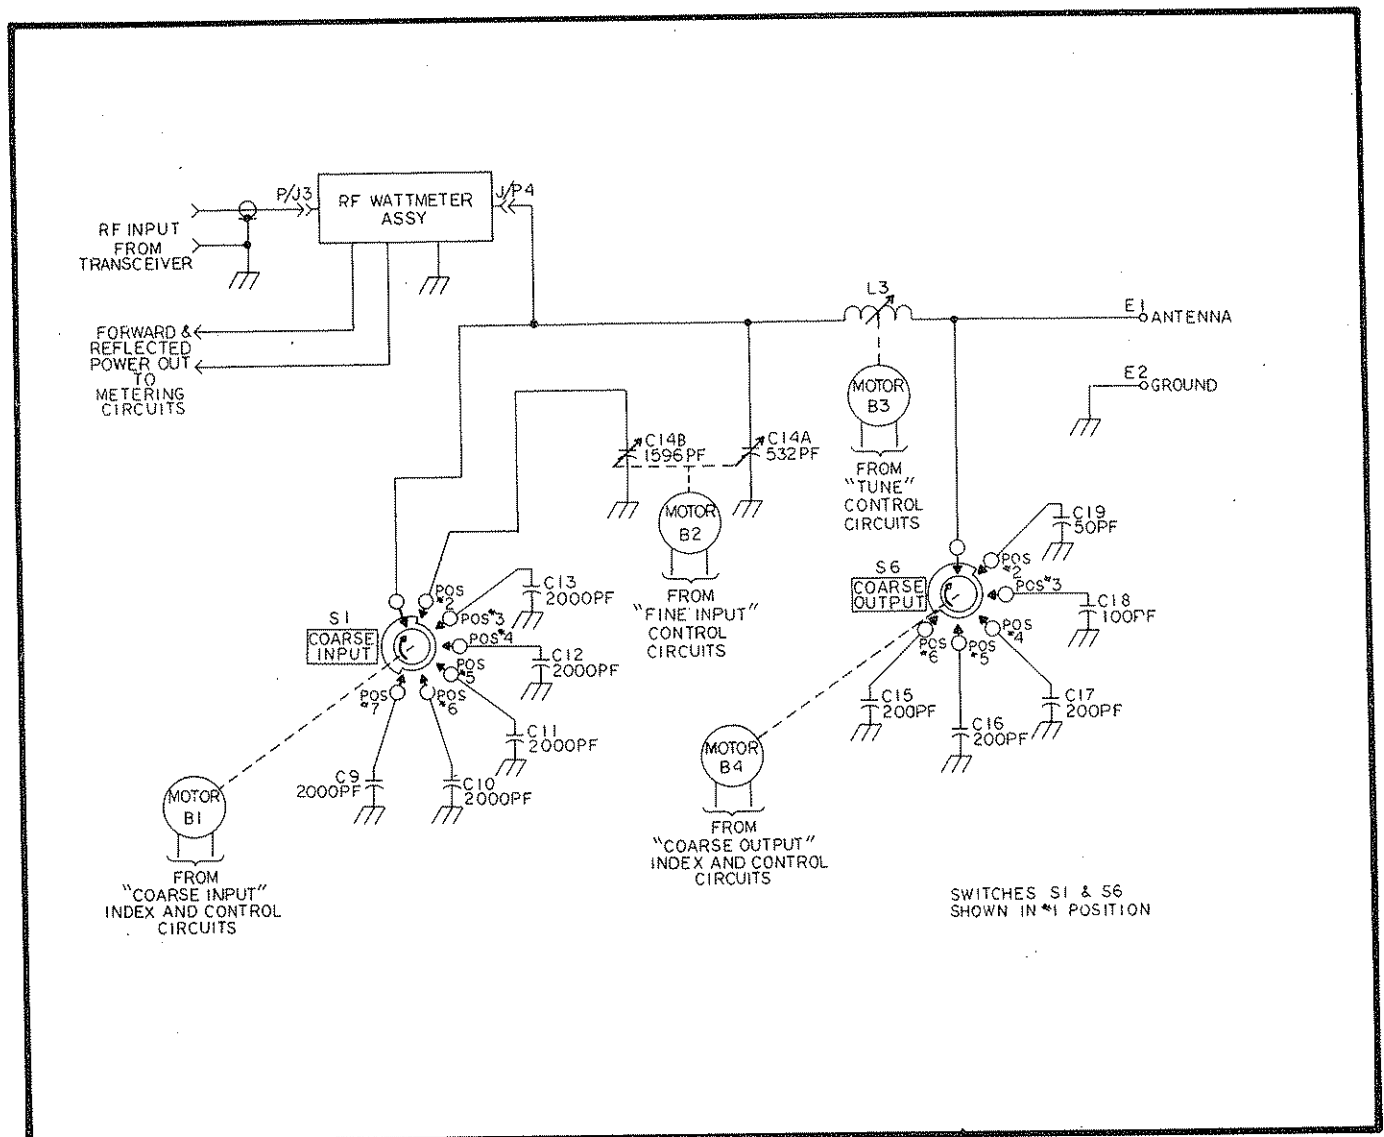 P/J3
RF WATTMETER
ASSY
J/P4
RF INPUT
FROM
TRANSCEIVER
FORWARD &
REFLECTED
POWER OUT
TO
METERING
CIRCUITS
L3
E1
ANTENNA
E2
GROUND
MOTOR
B3
FROM
"TUNE"
CONTROL
CIRCUITS
C14B
1596PF
C14A
532PF
MOTOR
B2
FROM
"FINE INPUT"
CONTROL
CIRCUITS
S1
COARSE
INPUT
POS
#2
POS#3
POS#4
POS
#5
POS
#6
POS
#7
C13
2000PF
C12
2000PF
C11
2000PF
C10
2000PF
C9
2000PF
MOTOR
B1
FROM
"COARSE INPUT"
INDEX AND CONTROL
CIRCUITS
S6
COARSE
OUTPUT
POS
#2
POS#3
POS
#4
POS
#5
POS
#6
C19
50PF
C18
100PF
C17
200PF
C16
200PF
C15
200PF
MOTOR
B4
FROM
"COARSE OUTPUT"
INDEX AND CONTROL
CIRCUITS
SWITCHES S1 & S6
SHOWN IN #1 POSITION